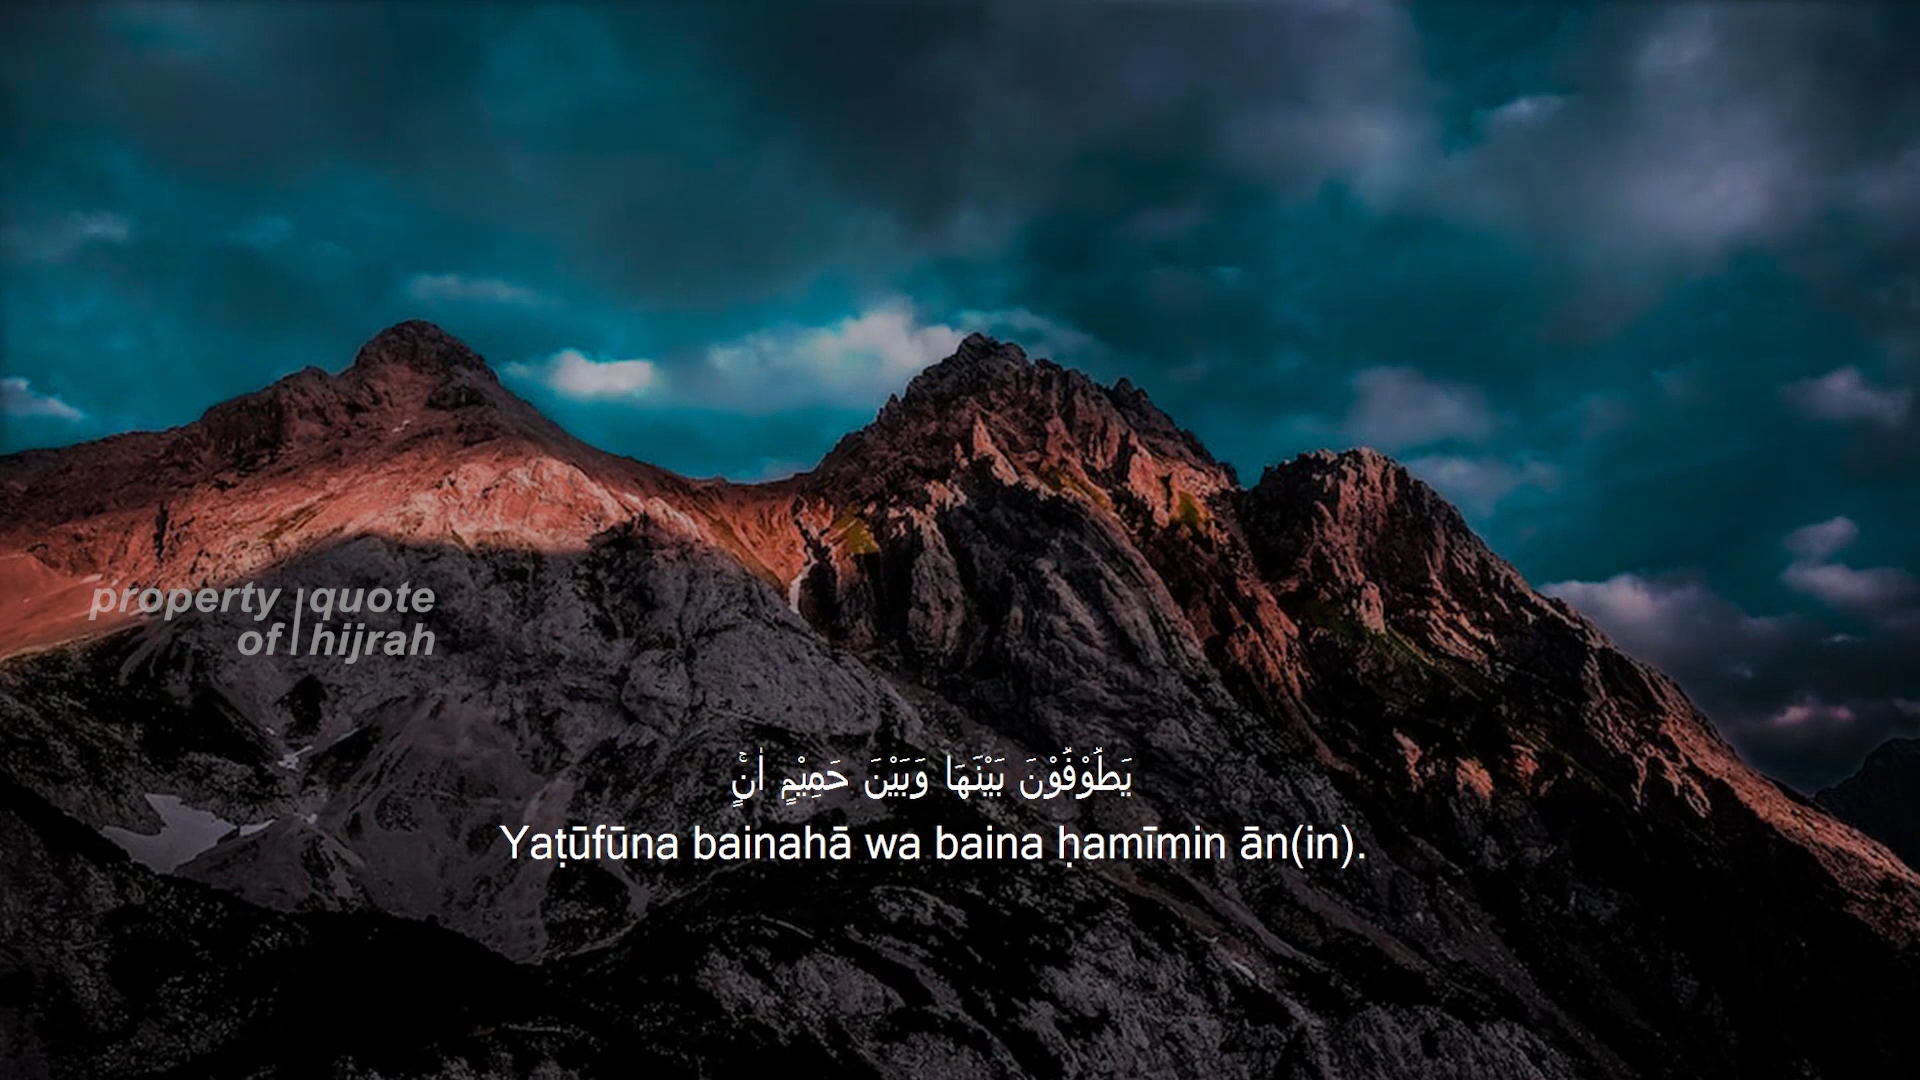 property | quote
of | hijrah
يَطُوْفُوْنَ بَيْنَهَا وَبَيْنَ حَمِيْمٍ اٰنٍۚ
Yaṭūfūna bainahā wa baina ḥamīmin ān(in).